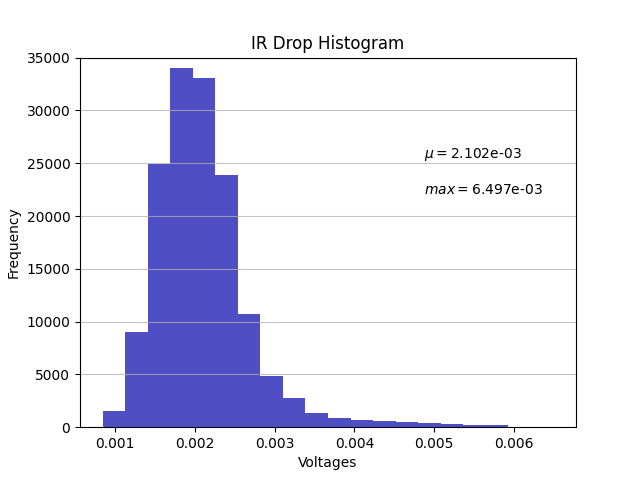 IR Drop Histogram
35000
30000
25000
20000
15000
10000
5000
0
Frequency
μ = 2.102e-03
max = 6.497e-03
0.001 0.002 0.003 0.004 0.005 0.006
Voltages